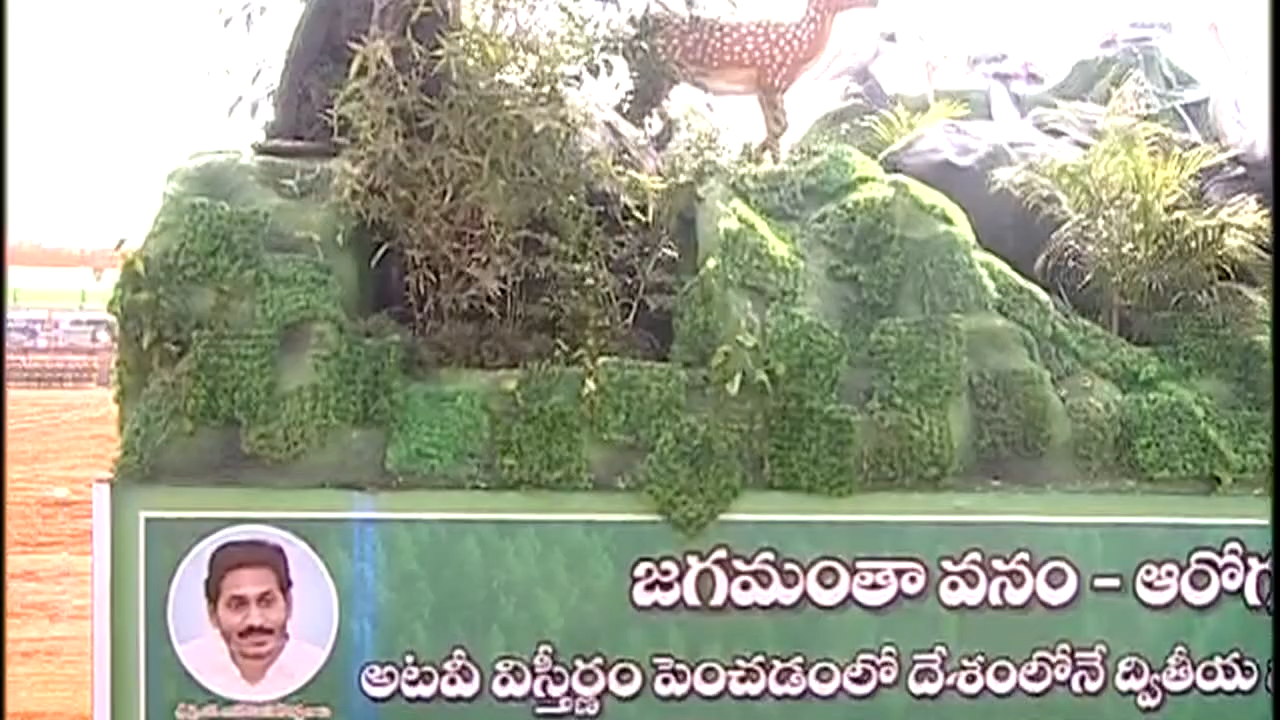 జగమంతా వనం - ఆరోగ
అటవీ విస్తీర్ణం పెంచడంలో దేశంలోనే ద్వితీయ